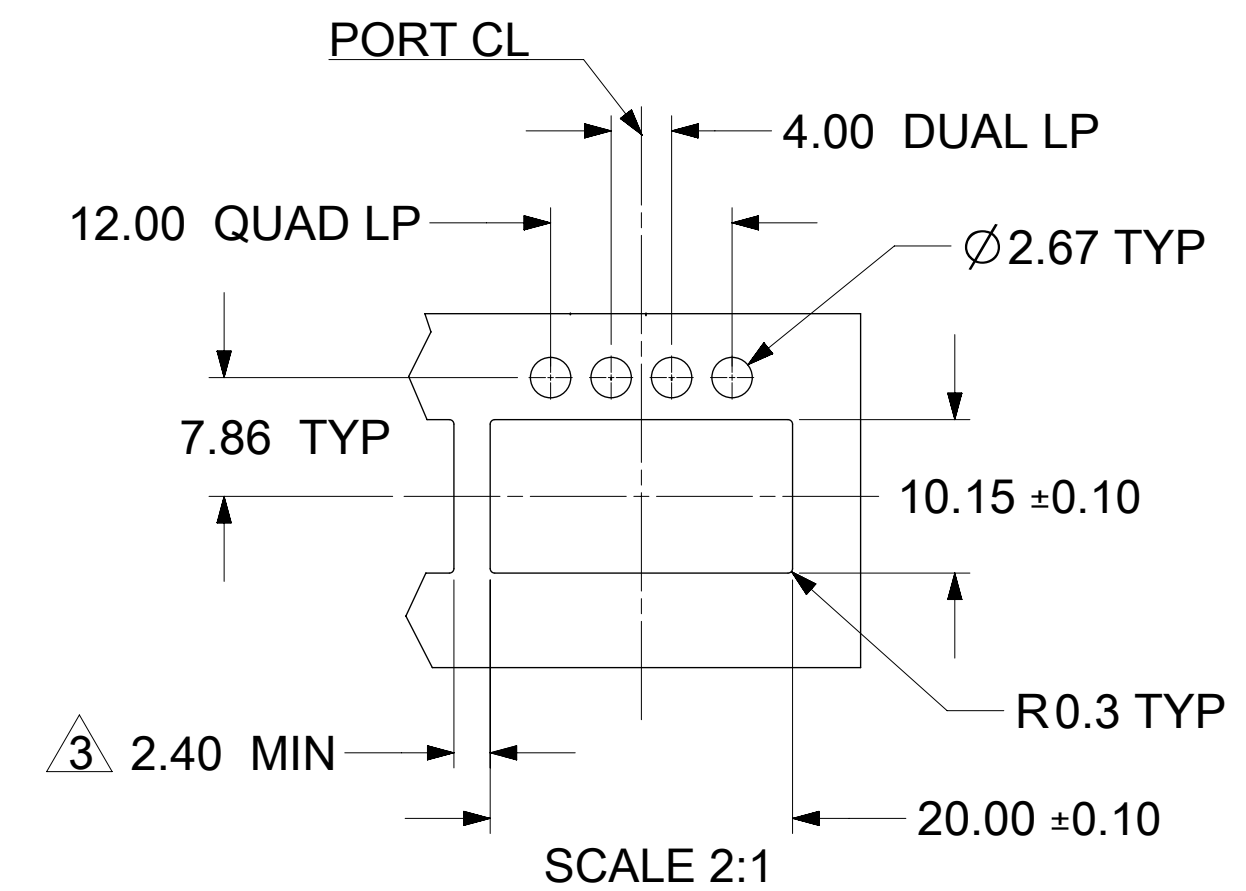 PORT CL
4.00 DUAL LP
12.00 QUAD LP
Ø2.67 TYP
7.86 TYP
10.15 ±0.10
R0.3 TYP
3 2.40 MIN
20.00 ±0.10
SCALE 2:1